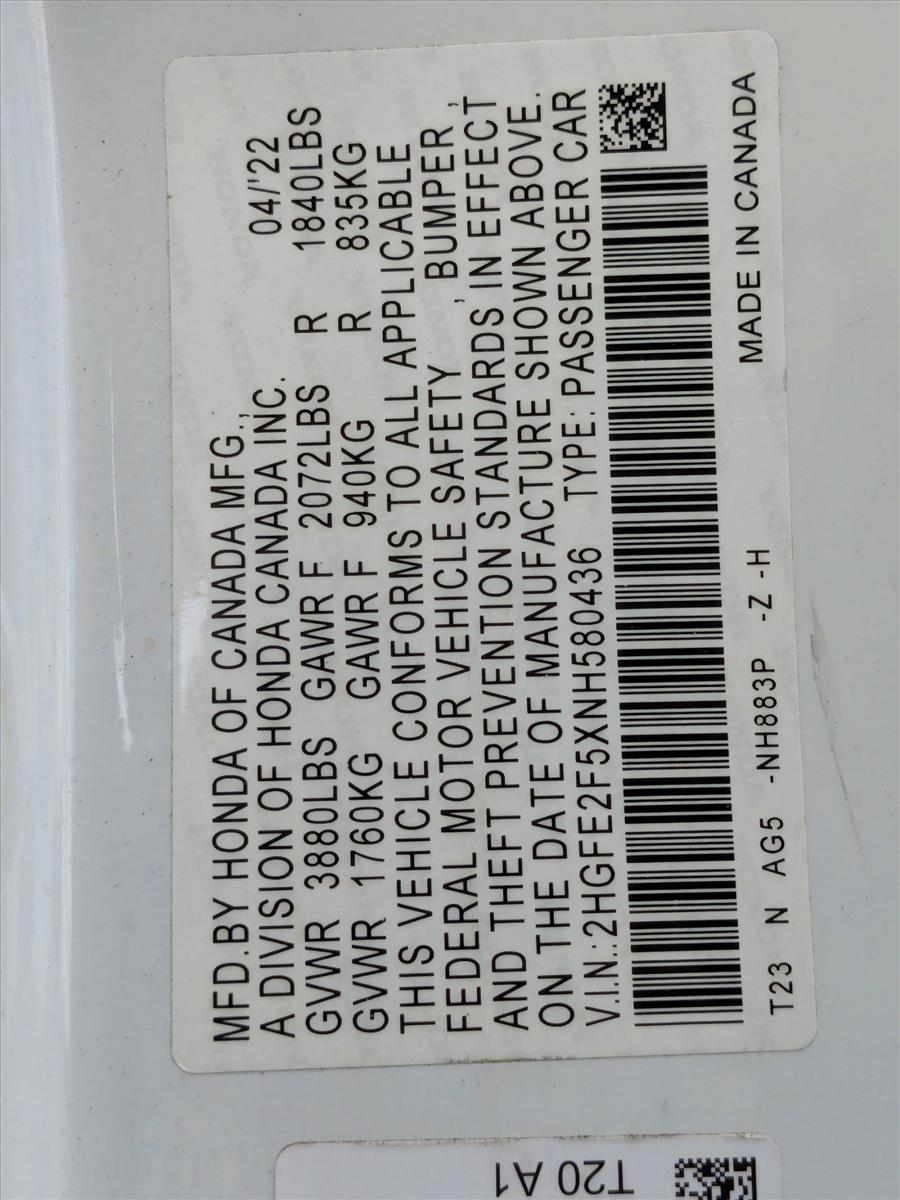 MFD.BY HONDA OF CANADA MFG.,
A DIVISION OF HONDA CANADA INC. 04/'22
GVWR 3880LBS GAWR F 2072LBS R 1840LBS
GVWR 1760KG GAWR F 940KG R 835KG
THIS VEHICLE CONFORMS TO ALL APPLICABLE
FEDERAL MOTOR VEHICLE SAFETY, BUMPER,
AND THEFT PREVENTION STANDARDS IN EFFECT
ON THE DATE OF MANUFACTURE SHOWN ABOVE.
V.I.N.:2HGFE2F5XNH580436 TYPE:PASSENGER CAR
T23 N AG5 -NH883P -Z -H MADE IN CANADA
T20 A1